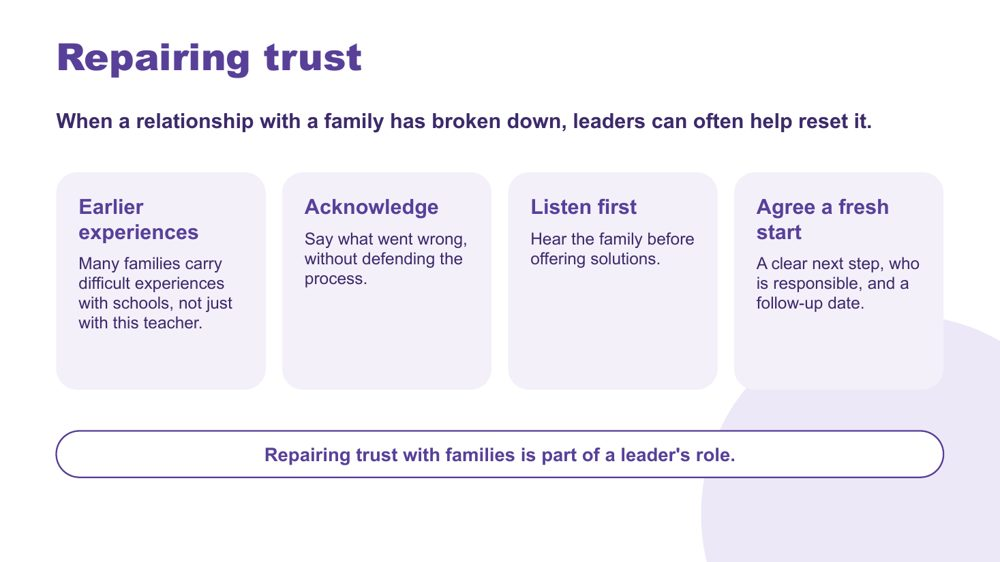 Repairing trust
When a relationship with a family has broken down, leaders can often help reset it.
Earlier
experiences
Many families carry
difficult experiences
with schools, not just
with this teacher.
Acknowledge
Say what went wrong,
without defending the
process.
Listen first
Hear the family before
offering solutions.
Agree a fresh
start
A clear next step, who
is responsible, and a
follow-up date.
Repairing trust with families is part of a leader's role.